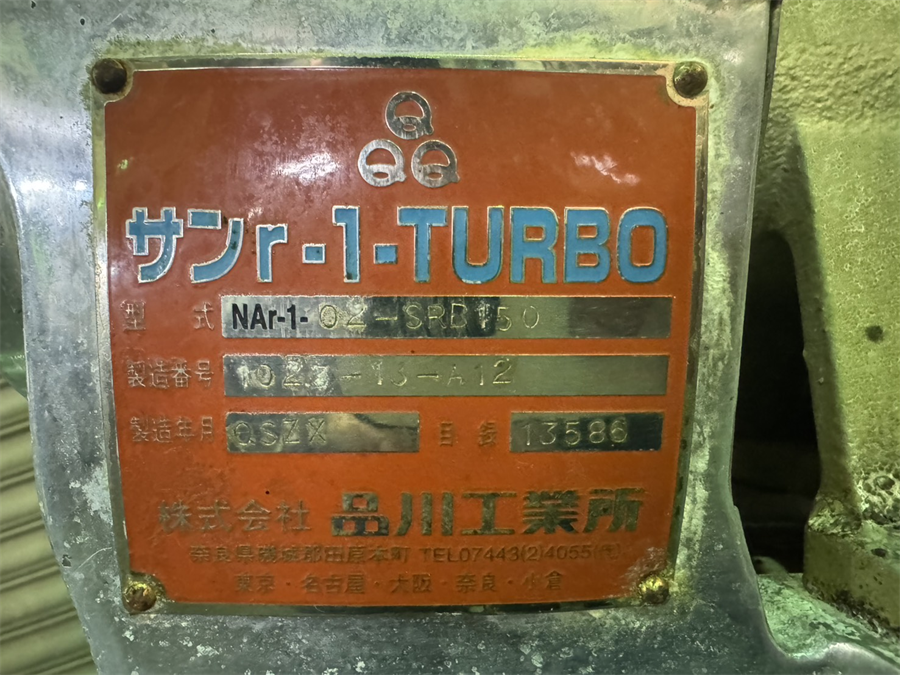 サンr-1-TURBO
型 式 NAr-1-02-SRB150
製造番号 1023-13-A12
製造年月 QSZX 目録 13586
株式会社 品川工業所
奈良県磯城郡田原本町 TEL07443(2)4055(代)
東京・名古屋・大阪・奈良・小倉